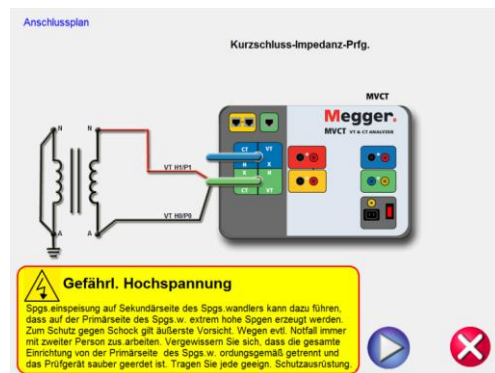 Anschlussplan
Kurzschluss-Impedanz-Prfg.
MVCT
Megger.
MVCT VT & CT ANALYZER
CT VT
H X
X H
CT VT
N N
VT H1/P1
VT H0/P0
A A
Gefährl. Hochspannung
Spgs.einspeisung auf Sekundärseite des Spgs.wandlers kann dazu führen,
dass auf der Primärseite des Spgs.w. extrem hohe Spgen erzeugt werden.
Zum Schutz gegen Schock gilt äußerste Vorsicht. Wegen evtl. Notfall immer
mit zweiter Person zus.arbeiten. Vergewissern Sie sich, dass die gesamte
Einrichtung von der Primärseite des Spgs.w. ordungsgemäß getrennt und
das Prüfgerät sauber geerdet ist. Tragen Sie jede geeign. Schutzausrüstung.